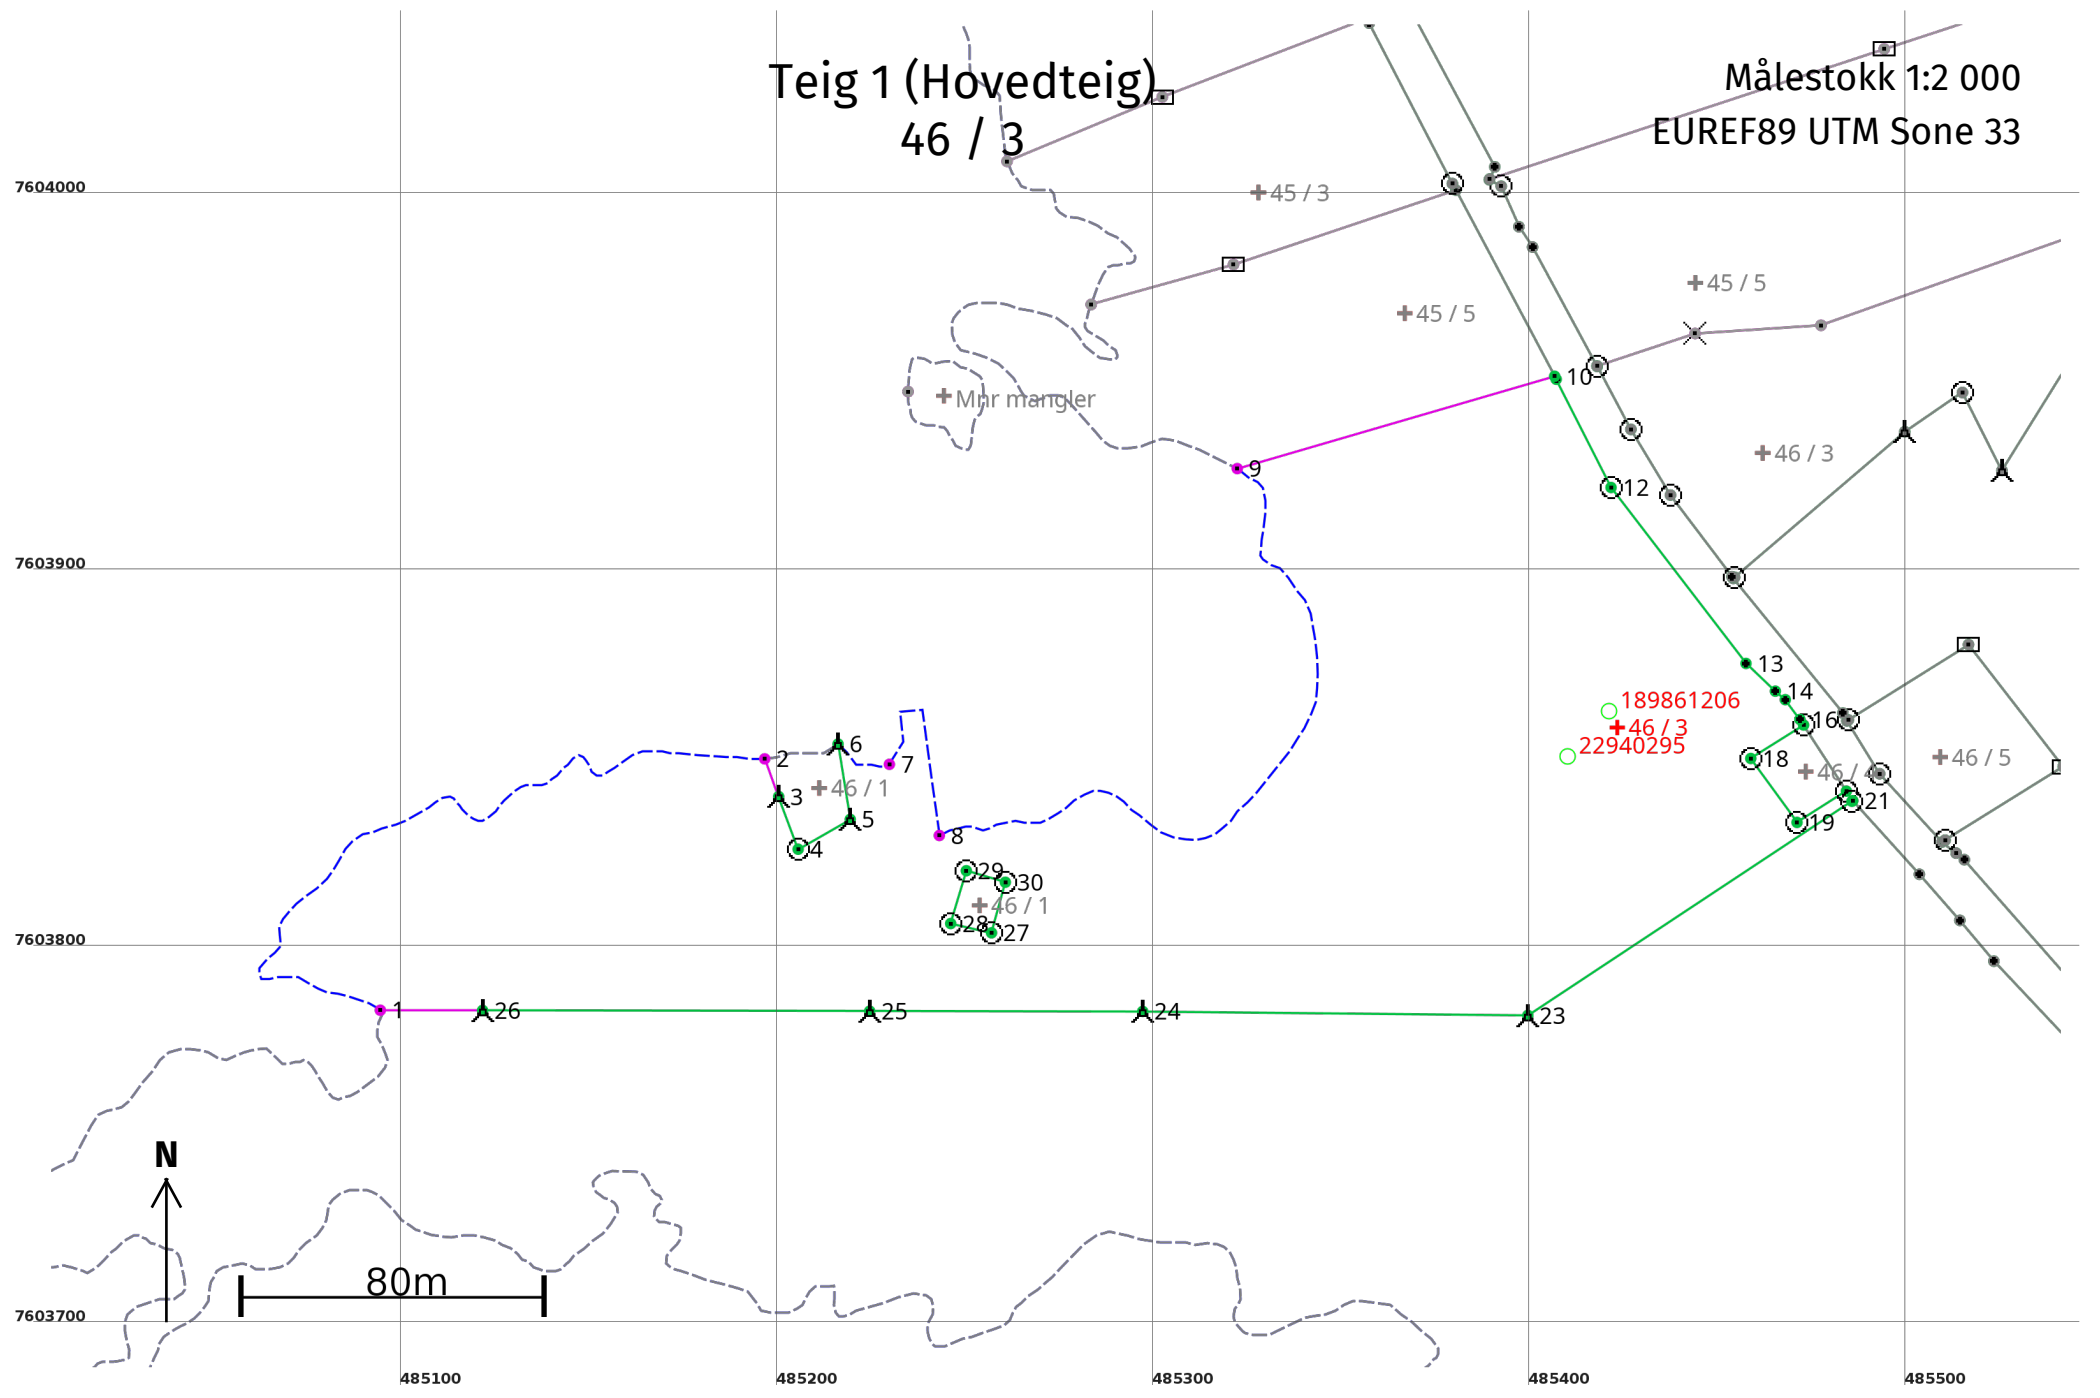 Teig 1 (Hovedteig)
46 / 3
Målestokk 1:2 000
EUREF89 UTM Sone 33
7604000
45 / 3
45 / 5
45 / 5
10
Mnr mangler
46 / 3
9
12
7603900
13
14
189861206
16
46 / 3
22940295
6
2
7
18
46 / 5
46 / 4
3
46 / 1
21
5
19
8
4
29
30
46 / 1
28
27
7603800
1
26
25
24
23
N
80m
7603700
485100
485200
485300
485400
485500